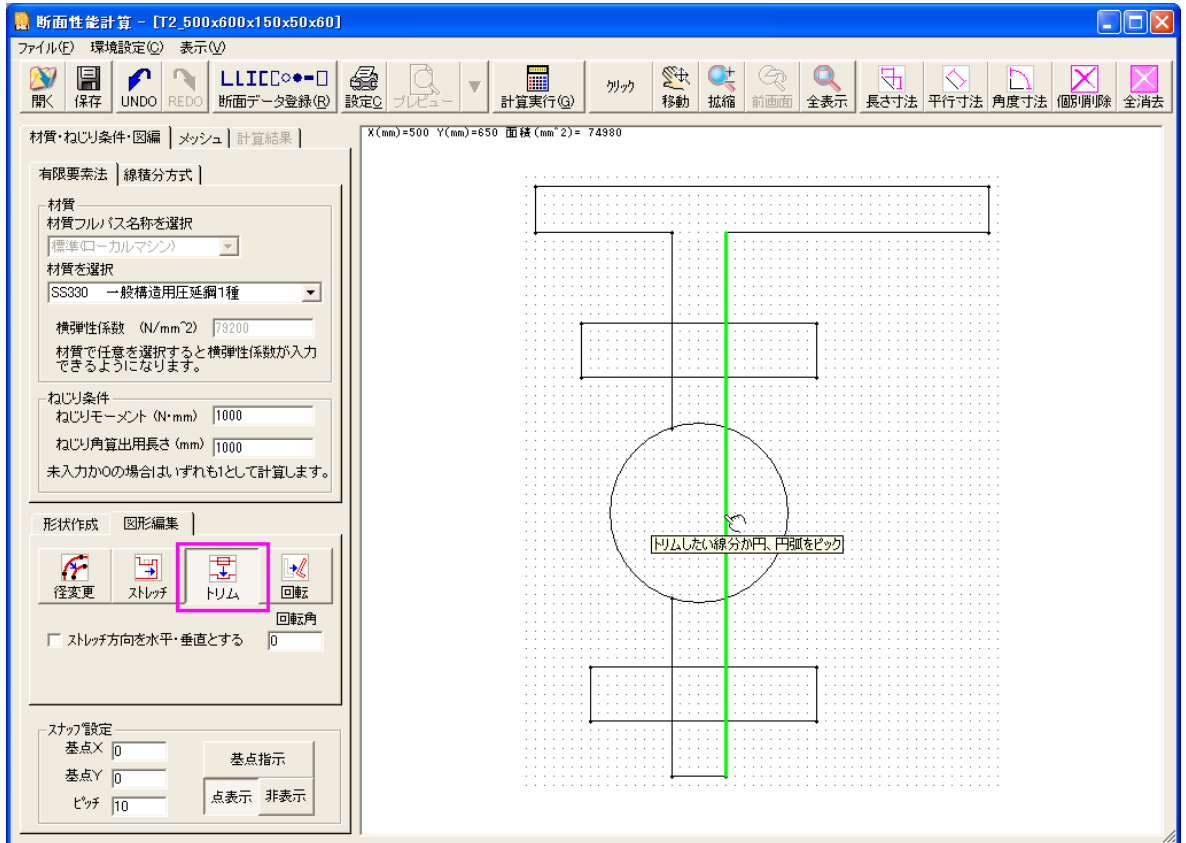 断面性能計算 - [T2_500x600x150x50x60]
ファイル(F) 環境設定(C) 表示(V)
開く 保存 UNDO REDO 断面データ登録(R) 設定C プレビュー 計算実行(G) クリック 移動 拡縮 前画面 全表示 長さ寸法 平行寸法 角度寸法 個別削除 全消去
材質・ねじり条件・図編 メッシュ 計算結果
X(mm)=500 Y(mm)=650 面積(mm^2)= 74980
有限要素法 線積分方式
材質
材質フルパス名称を選択
標準(ローカルマシン)
材質を選択
SS330 一般構造用圧延鋼1種
横弾性係数 (N/mm^2) 79200
材質で任意を選択すると横弾性係数が入力
できるようになります。
ねじり条件
ねじりモーメント (N・mm) 1000
ねじり角算出用長さ (mm) 1000
未入力か0の場合はいずれも1として計算します。
形状作成 図形編集
径変更 ストレッチ トリム 回転
回転角
ストレッチ方向を水平・垂直とする 0
トリムしたい線分か円、円弧をピック
スナップ設定
基点X 0
基点Y 0
ピッチ 10
基点指示
点表示 非表示